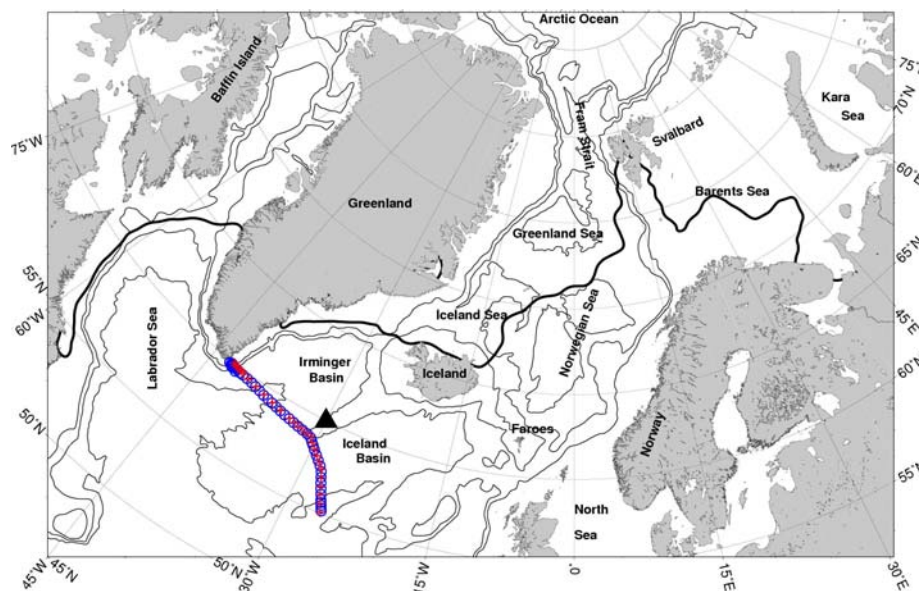 Arctic Ocean
Baffin Island
75°W
Fram Strait
Svalbard
75°N
70°N
Kara
Sea
Barents Sea
60°E
65°N
Greenland
Greenland Sea
55°N
60°W
Labrador Sea
Iceland Sea
Norwegian Sea
45°E
60°N
Irminger
Basin
Iceland
50°N
Iceland
Basin
Faroes
Norway
55°N
North
Sea
45°W
45°N
50°N
30°W
15°W
0°
15°E
30°E